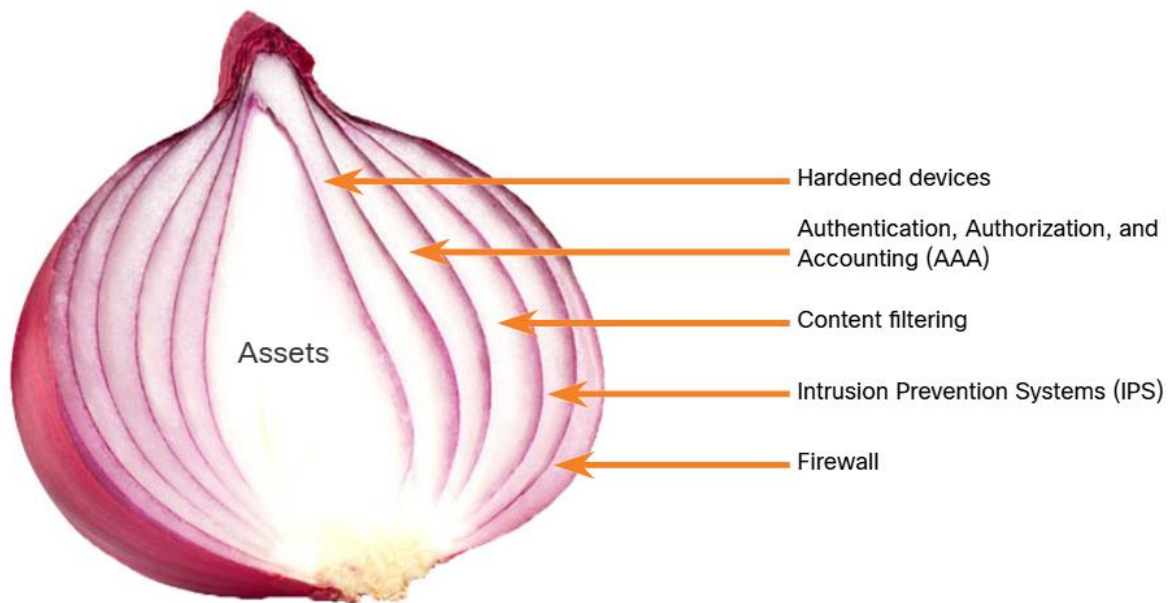 Hardened devices
Authentication, Authorization, and
Accounting (AAA)
Content filtering
Assets
Intrusion Prevention Systems (IPS)
Firewall